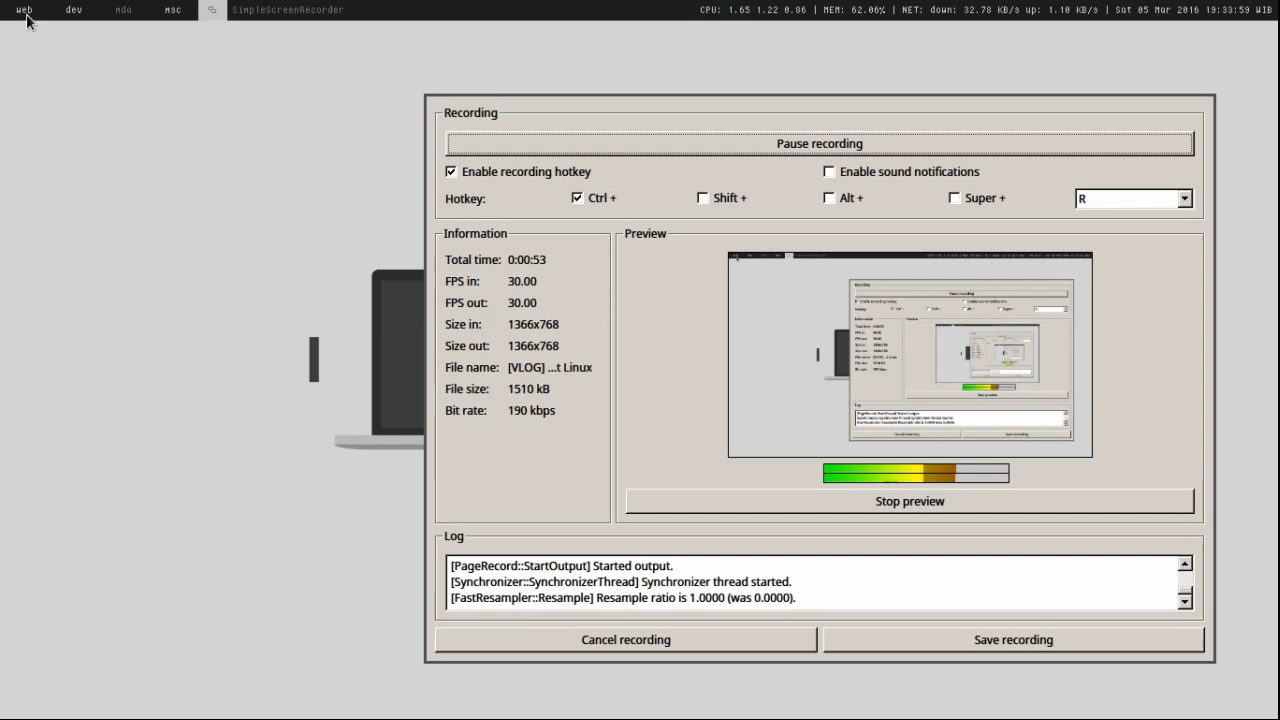 web dev mda msc SimpleScreenRecorder CPU: 1.65 1.22 0.86 | MEM: 62.06% | NET: down: 32.78 KB/s up: 1.10 KB/s | Sat 05 Mar 2016 19:33:59 WIB
Recording
Pause recording
Enable recording hotkey Enable sound notifications
Hotkey: Ctrl + Shift + Alt + Super + R
Information
Total time: 0:00:53
FPS in: 30.00
FPS out: 30.00
Size in: 1366x768
Size out: 1366x768
File name: [VLOG] ...t Linux
File size: 1510 kB
Bit rate: 190 kbps
Preview
Stop preview
Log
[PageRecord::StartOutput] Started output.
[Synchronizer::SynchronizerThread] Synchronizer thread started.
[FastResampler::Resample] Resample ratio is 1.0000 (was 0.0000).
Cancel recording Save recording